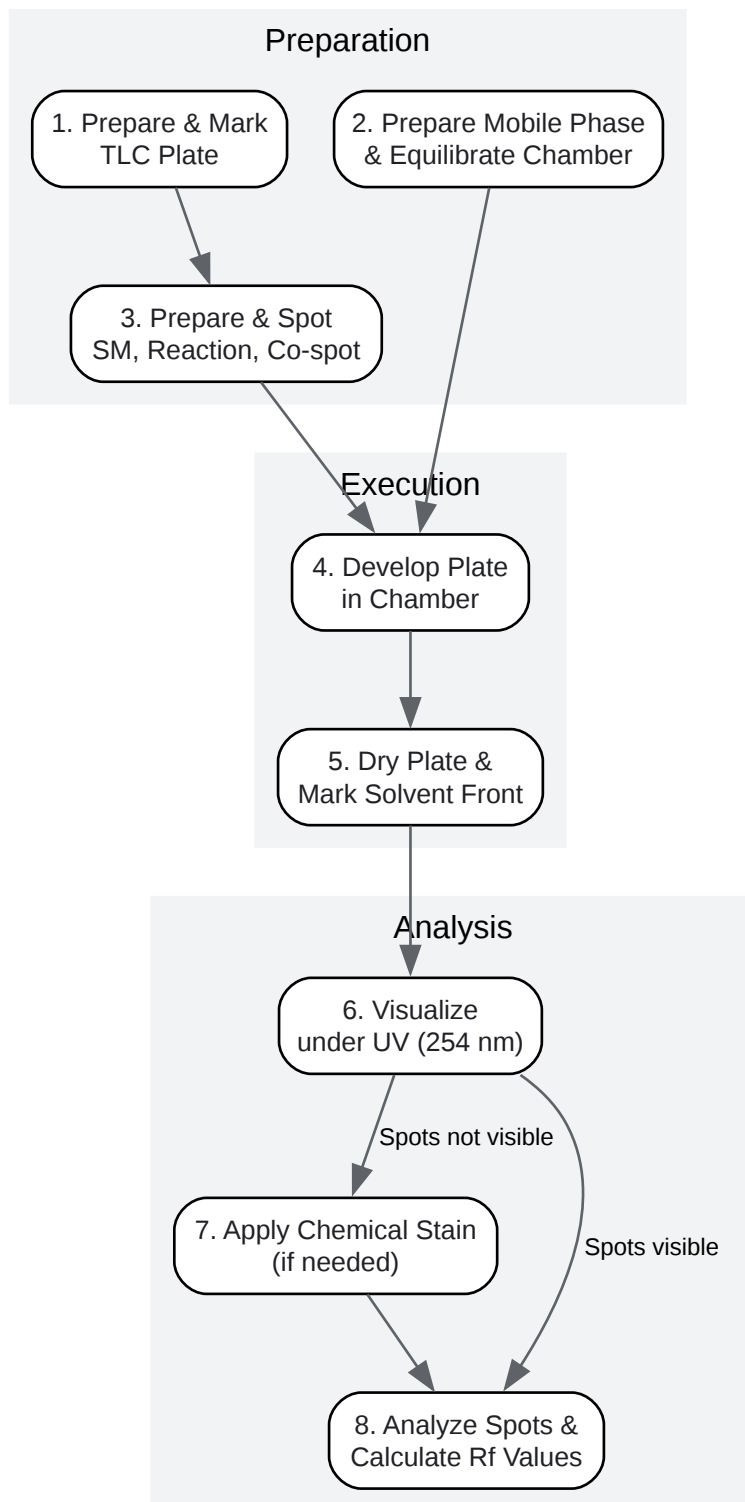 Preparation
1. Prepare & Mark
TLC Plate
2. Prepare Mobile Phase
& Equilibrate Chamber
3. Prepare & Spot
SM, Reaction, Co-spot
Execution
4. Develop Plate
in Chamber
5. Dry Plate &
Mark Solvent Front
Analysis
6. Visualize
under UV (254 nm)
Spots not visible
7. Apply Chemical Stain
(if needed)
Spots visible
8. Analyze Spots &
Calculate Rf Values